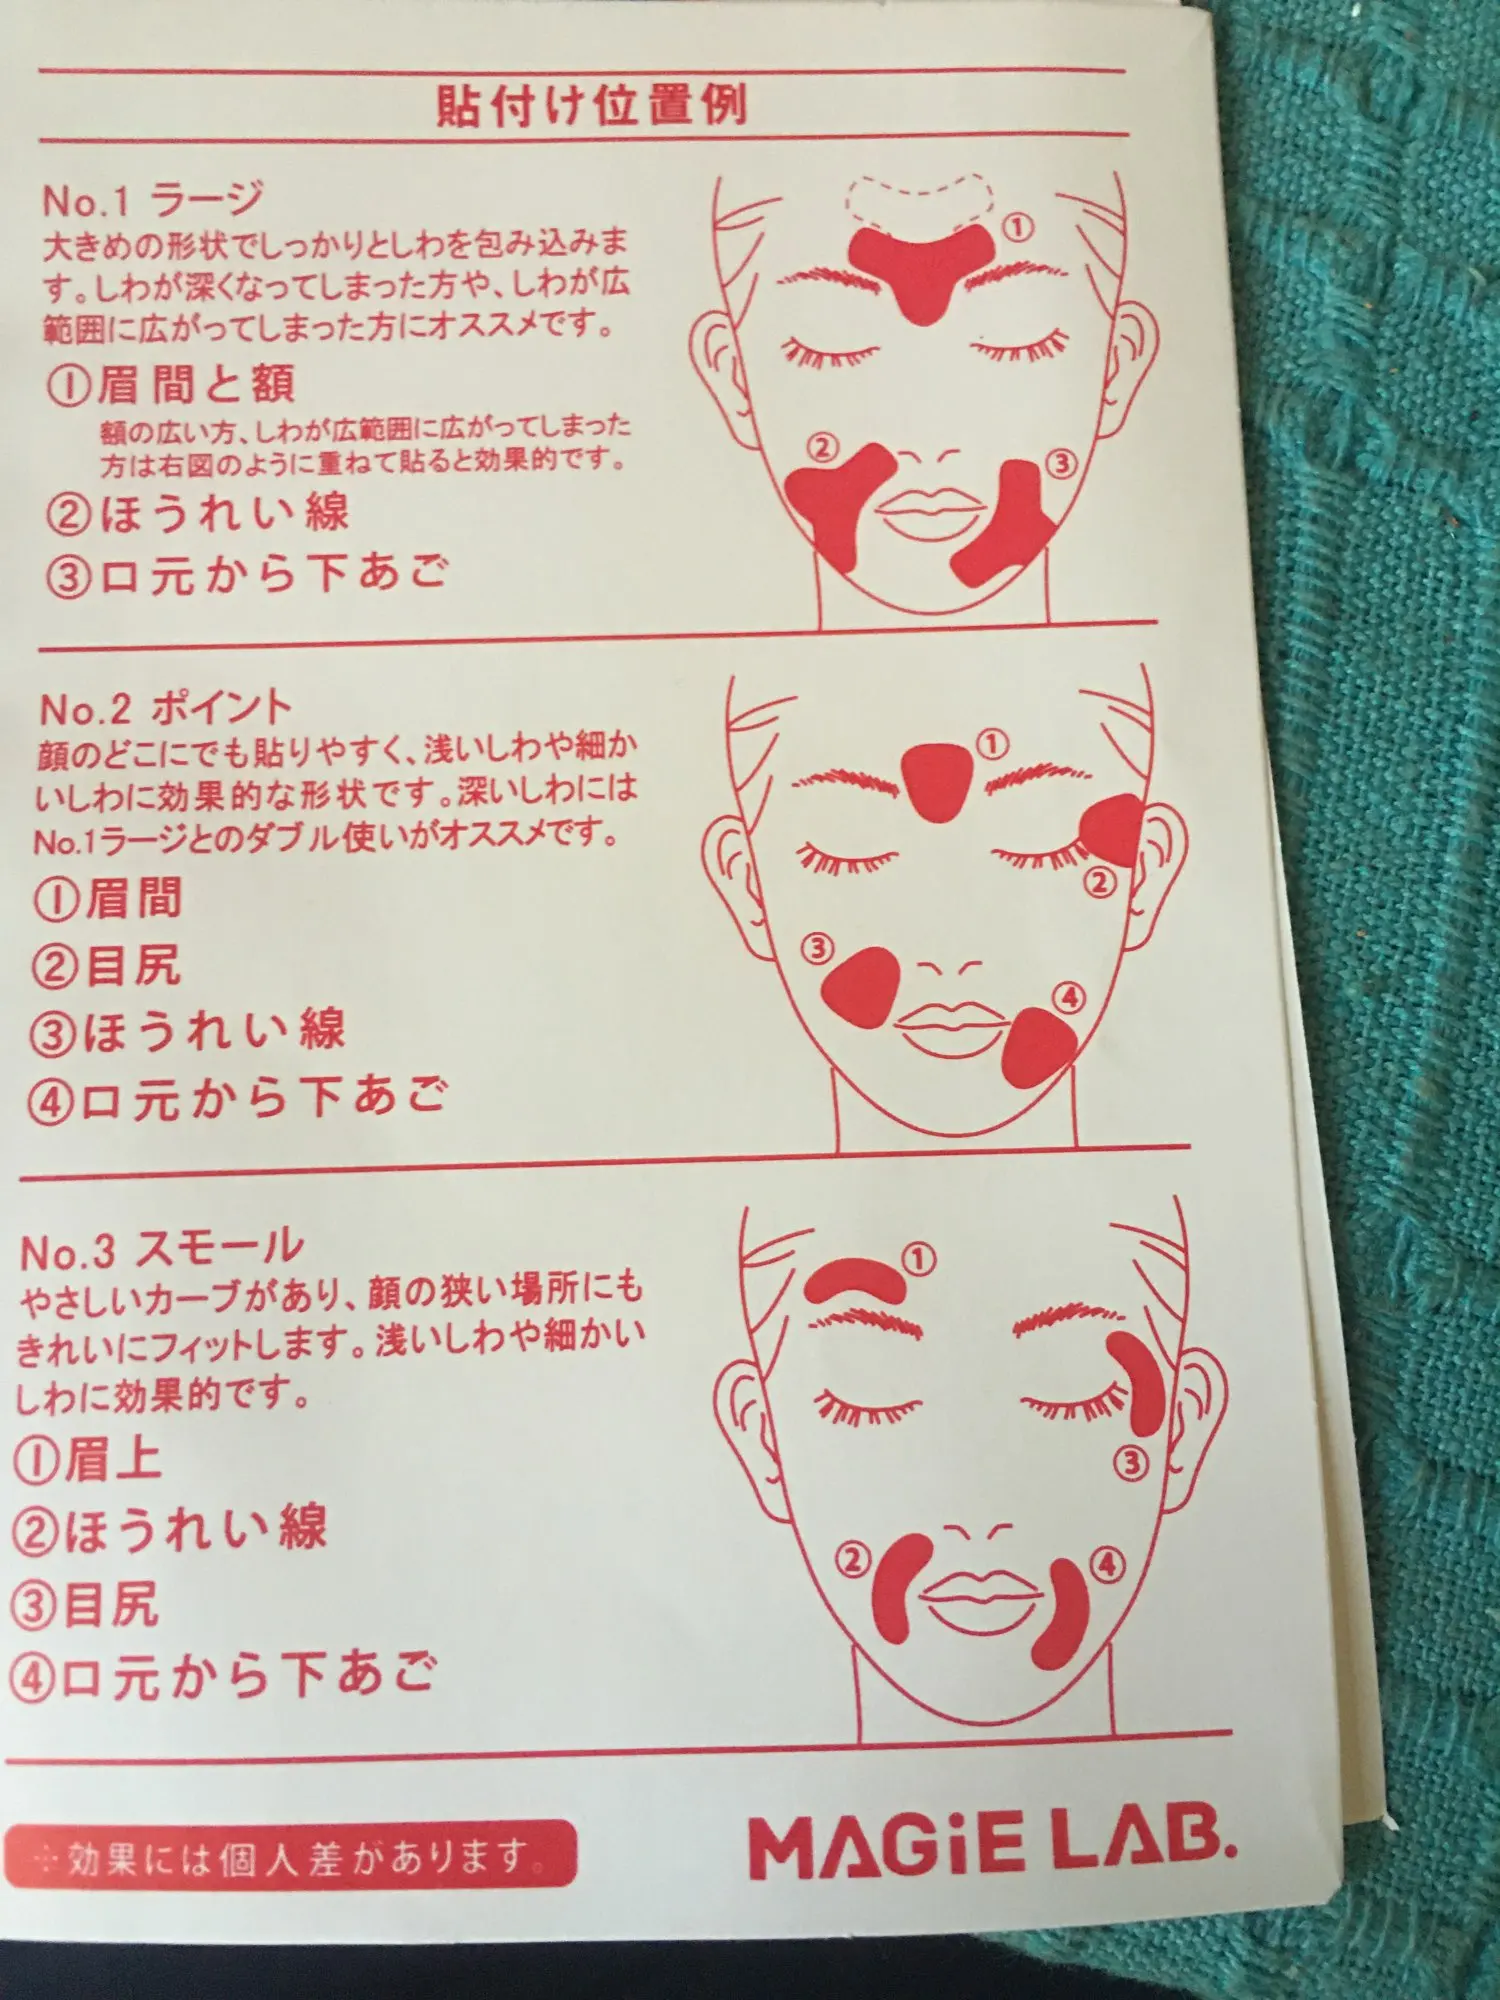 貼付け位置例
No.1 ラージ
大きめの形状でしっかりとしわを包み込みま
す。しわが深くなってしまった方や、しわが広
範囲に広がってしまった方にオススメです。
①眉間と額
額の広い方、しわが広範囲に広がってしまった
方は右図のように重ねて貼ると効果的です。
②ほうれい線
③口元から下あご
①
②
③
No.2 ポイント
顔のどこにでも貼りやすく、浅いしわや細か
いしわに効果的な形状です。深いしわには
No.1ラージとのダブル使いがオススメです。
①眉間
②目尻
③ほうれい線
④口元から下あご
①
②
③
④
No.3 スモール
やさしいカーブがあり、顔の狭い場所にも
きれいにフィットします。浅いしわや細かい
しわに効果的です。
①眉上
②ほうれい線
③目尻
④口元から下あご
①
③
②
④
※効果には個人差があります。
MAGiE LAB.